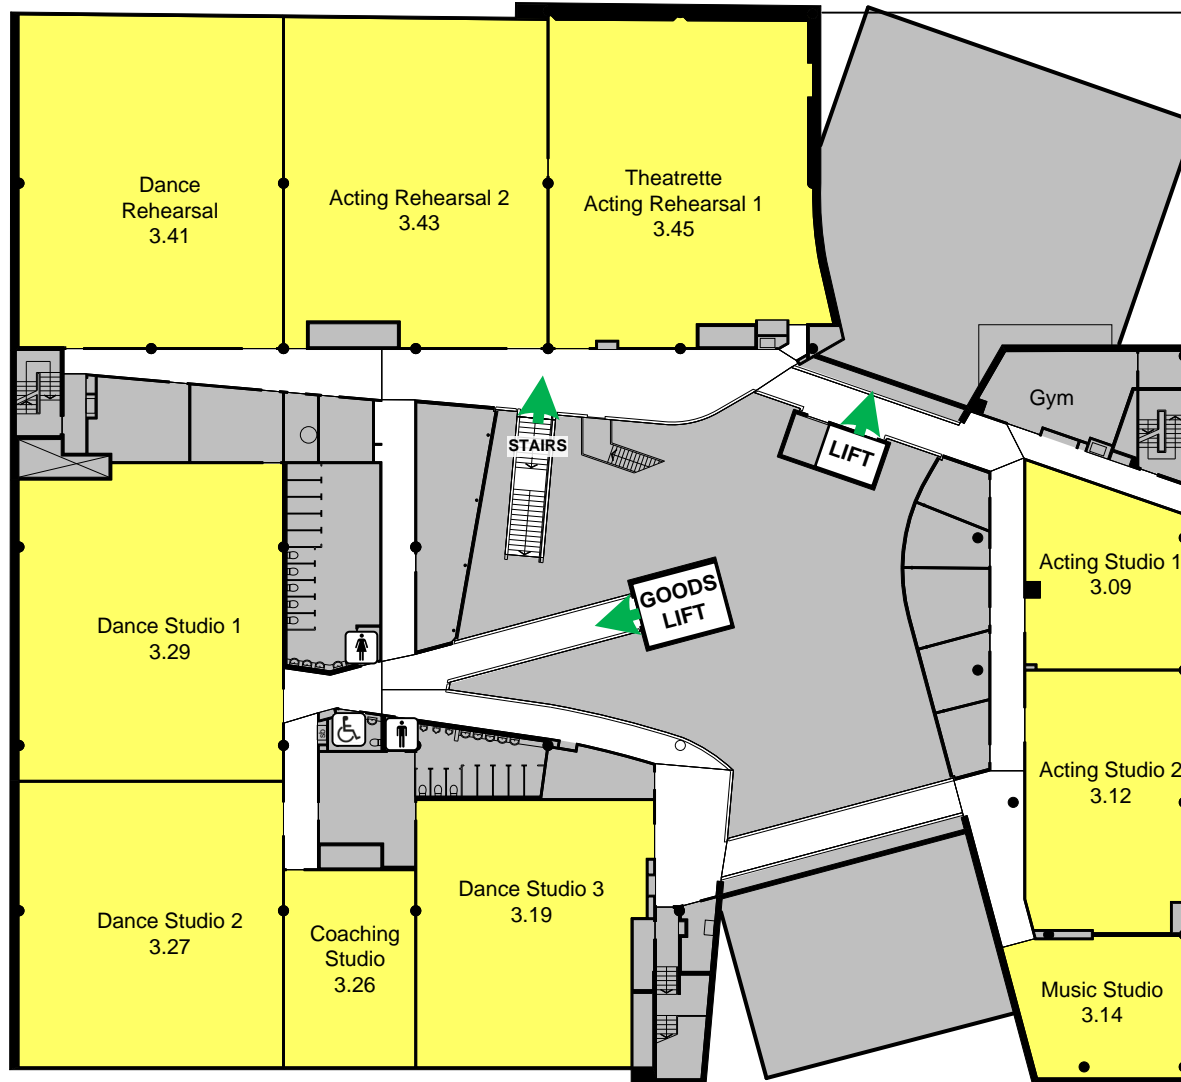 Dance
Rehearsal
3.41
Acting Rehearsal 2
3.43
Theatrette
Acting Rehearsal 1
3.45
Gym
STAIRS
LIFT
Acting Studio 1
3.09
GOODS
LIFT
Dance Studio 1
3.29
Acting Studio 2
3.12
Dance Studio 3
3.19
Dance Studio 2
3.27
Coaching
Studio
3.26
Music Studio
3.14